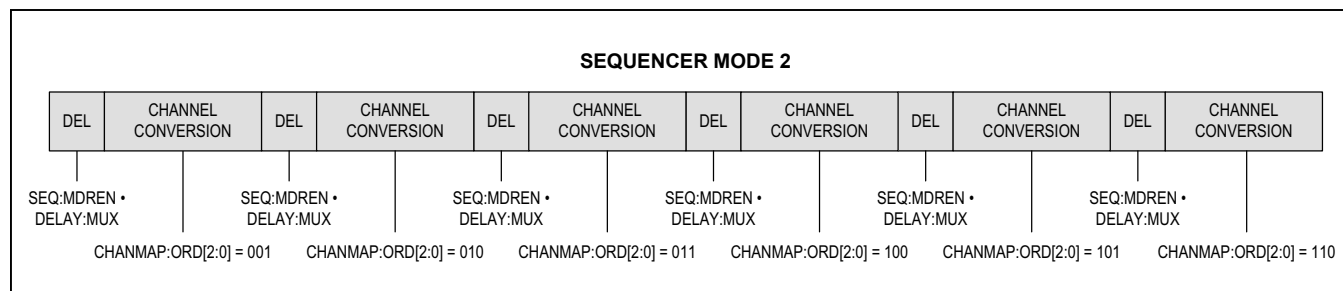 SEQUENCER MODE 2
DEL
CHANNEL
CONVERSION
DEL
CHANNEL
CONVERSION
DEL
CHANNEL
CONVERSION
DEL
CHANNEL
CONVERSION
DEL
CHANNEL
CONVERSION
DEL
CHANNEL
CONVERSION
SEQ:MDREN •
DELAY:MUX
SEQ:MDREN •
DELAY:MUX
SEQ:MDREN •
DELAY:MUX
SEQ:MDREN •
DELAY:MUX
SEQ:MDREN •
DELAY:MUX
SEQ:MDREN •
DELAY:MUX
CHANMAP:ORD[2:0] = 001
CHANMAP:ORD[2:0] = 010
CHANMAP:ORD[2:0] = 011
CHANMAP:ORD[2:0] = 100
CHANMAP:ORD[2:0] = 101
CHANMAP:ORD[2:0] = 110